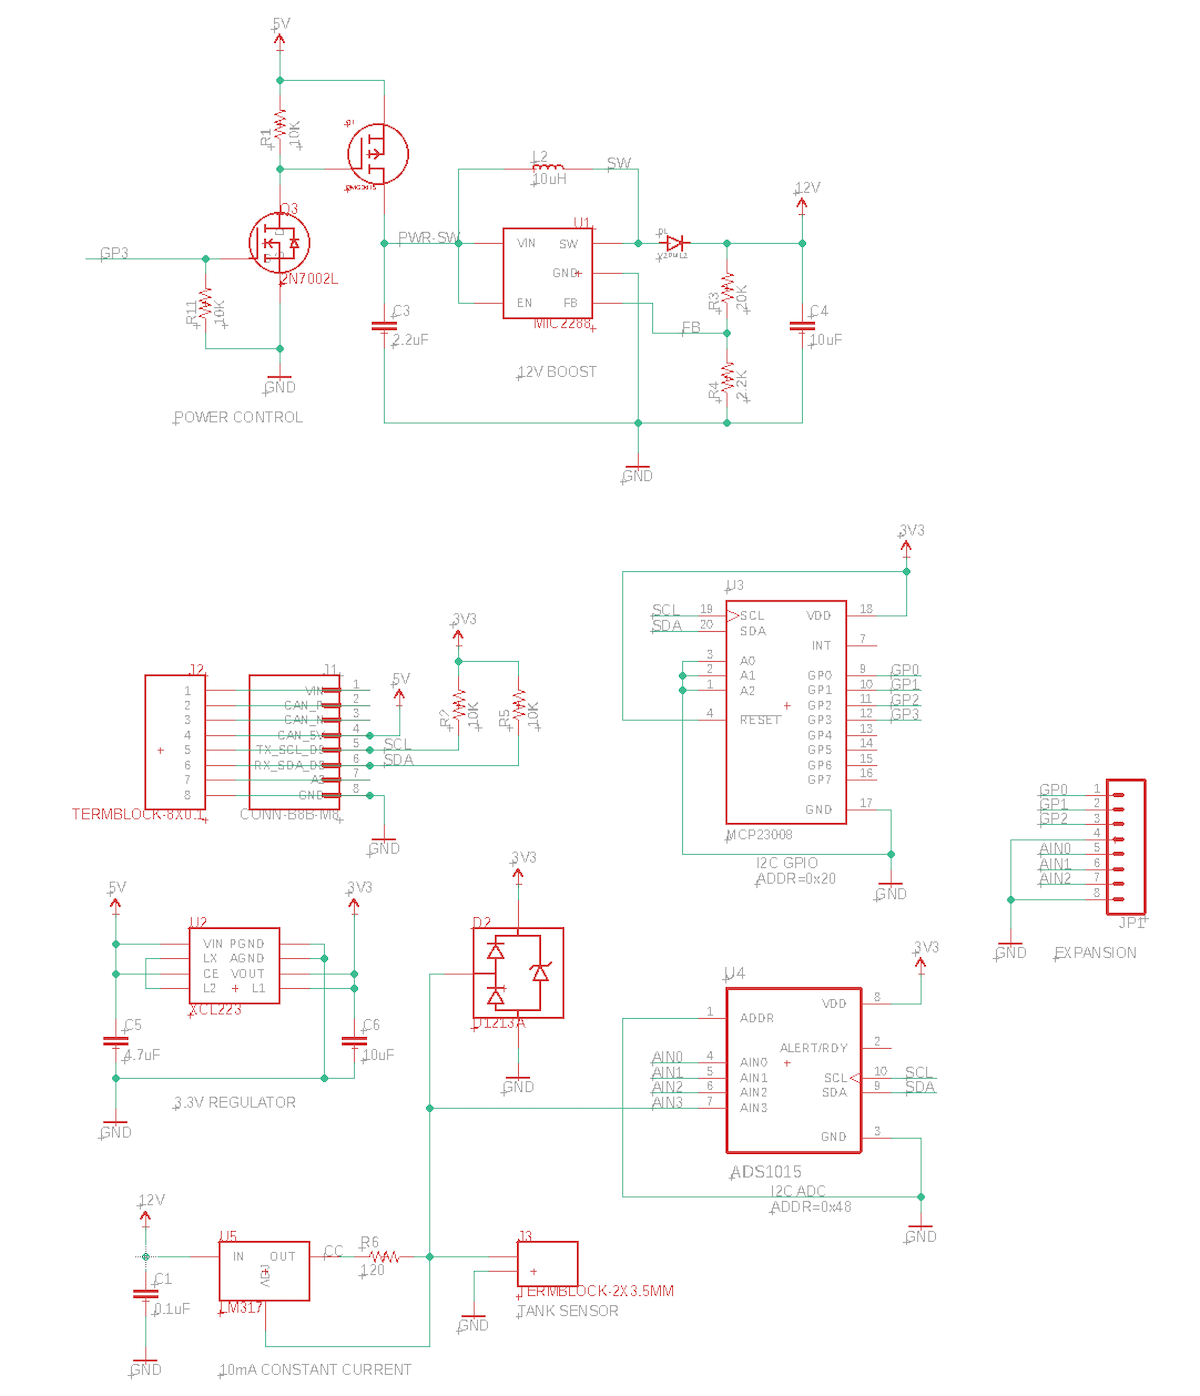 5V
R1
10K
Q1
DMG3415
Q3
2N7002L
GP3
R11
10K
GND
POWER CONTROL
PWR-SW
C3
2.2uF
L2
10uH
SW
U1
VIN
SW
GND
EN
FB
MIC2288
12V BOOST
D1
12V
R3
20K
FB
R4
2.2K
C4
10uF
GND
3V3
U3
SCL
19
SCL
VDD
18
SDA
20
SDA
INT
7
3
A0
2
A1
GP0
9
GP0
1
A2
GP1
10
GP1
GP2
11
GP2
4
RESET
GP3
12
GP3
GP4
13
GP5
14
GP6
15
GP7
16
GND
17
MCP23008
I2C GPIO
ADDR=0x20
GND
3V3
R2
10K
R5
10K
5V
J2
J1
1
VIN
1
2
2
3
3
4
CAN_5V
4
5
5
SCL
6
6
SDA
7
7
8
GND
8
TERMBLOCK-8X0.1
CONN-B8B-M8
GND
GP0
1
GP1
2
GP2
3
4
AIN0
5
AIN1
6
AIN2
7
8
JP1
GND
EXPANSION
5V
3V3
U2
VIN
PGND
LX
AGND
CE
VOUT
L2
L1
XCL223
C5
4.7uF
C6
10uF
3.3V REGULATOR
GND
3V3
D2
D1213A
GND
3V3
U4
1
ADDR
VDD
8
ALERT/RDY
2
AIN0
4
AIN0
AIN1
5
AIN1
SCL
10
SCL
AIN2
6
AIN2
SDA
9
SDA
AIN3
7
AIN3
GND
3
ADS1015
I2C ADC
ADDR=0x48
GND
12V
U5
IN
OUT
ADJ
CC
R6
120
LM317
C1
0.1uF
GND
10mA CONSTANT CURRENT
J3
TERMBLOCK-2X3.5MM
TANK SENSOR
GND